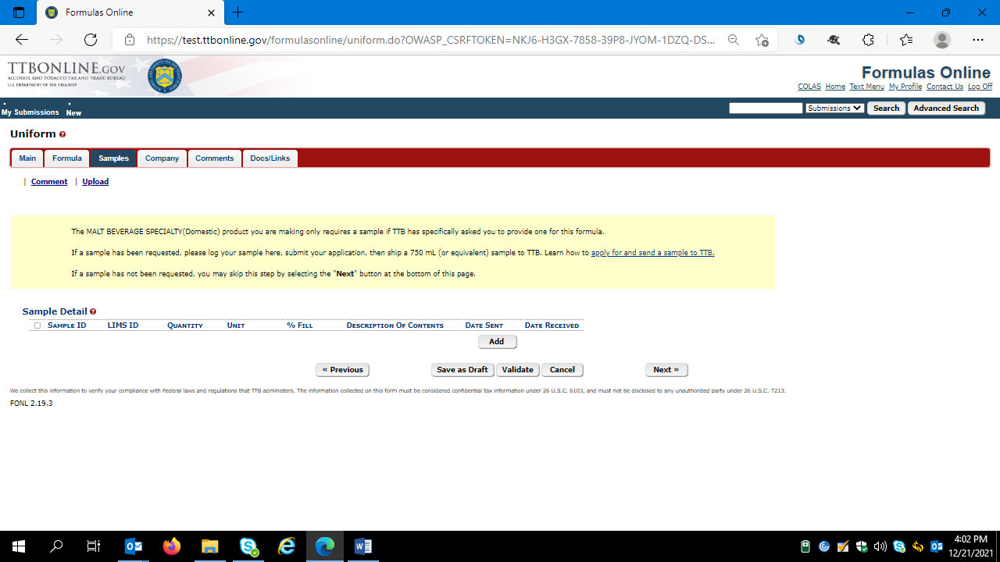 Formulas Online
https://test.ttbonline.gov/formulasonline/uniform.do?OWASP_CSRFTOKEN=NKJ6-H3GX-7858-39P8-JYOM-1DZQ-DS...
TTBONLINE.GOV
ALCOHOL AND TOBACCO TAX AND TRADE BUREAU
U.S. DEPARTMENT OF THE TREASURY
Formulas Online
COLAS Home Text Menu My Profile Contact Us Log Off
My Submissions New
Submissions Search Advanced Search
Uniform
Main Formula Samples Company Comments Docs/Links
| Comment | Upload
The MALT BEVERAGE SPECIALTY(Domestic) product you are making only requires a sample if TTB has specifically asked you to provide one for this formula.
If a sample has been requested, please log your sample here, submit your application, then ship a 750 mL (or equivalent) sample to TTB. Learn how to apply for and send a sample to TTB.
If a sample has not been requested, you may skip this step by selecting the "Next" button at the bottom of this page.
Sample Detail
SAMPLE ID LIMS ID QUANTITY UNIT % FILL DESCRIPTION OF CONTENTS DATE SENT DATE RECEIVED
Add
« Previous Save as Draft Validate Cancel Next »
We collect this information to verify your compliance with Federal laws and regulations that TTB administers. The information collected on this form must be considered confidential tax information under 26 U.S.C. 6103, and must not be disclosed to any unauthorized party under 26 U.S.C. 7213.
FONL 2.19.3
4:02 PM
12/21/2021